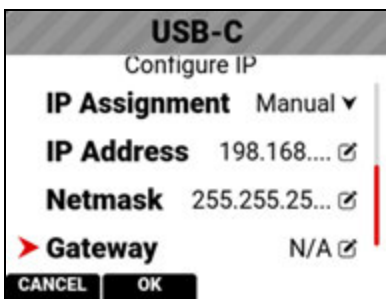 USB-C
Configure IP
IP Assignment Manual
IP Address 198.168....
Netmask 255.255.25...
Gateway N/A
CANCEL OK